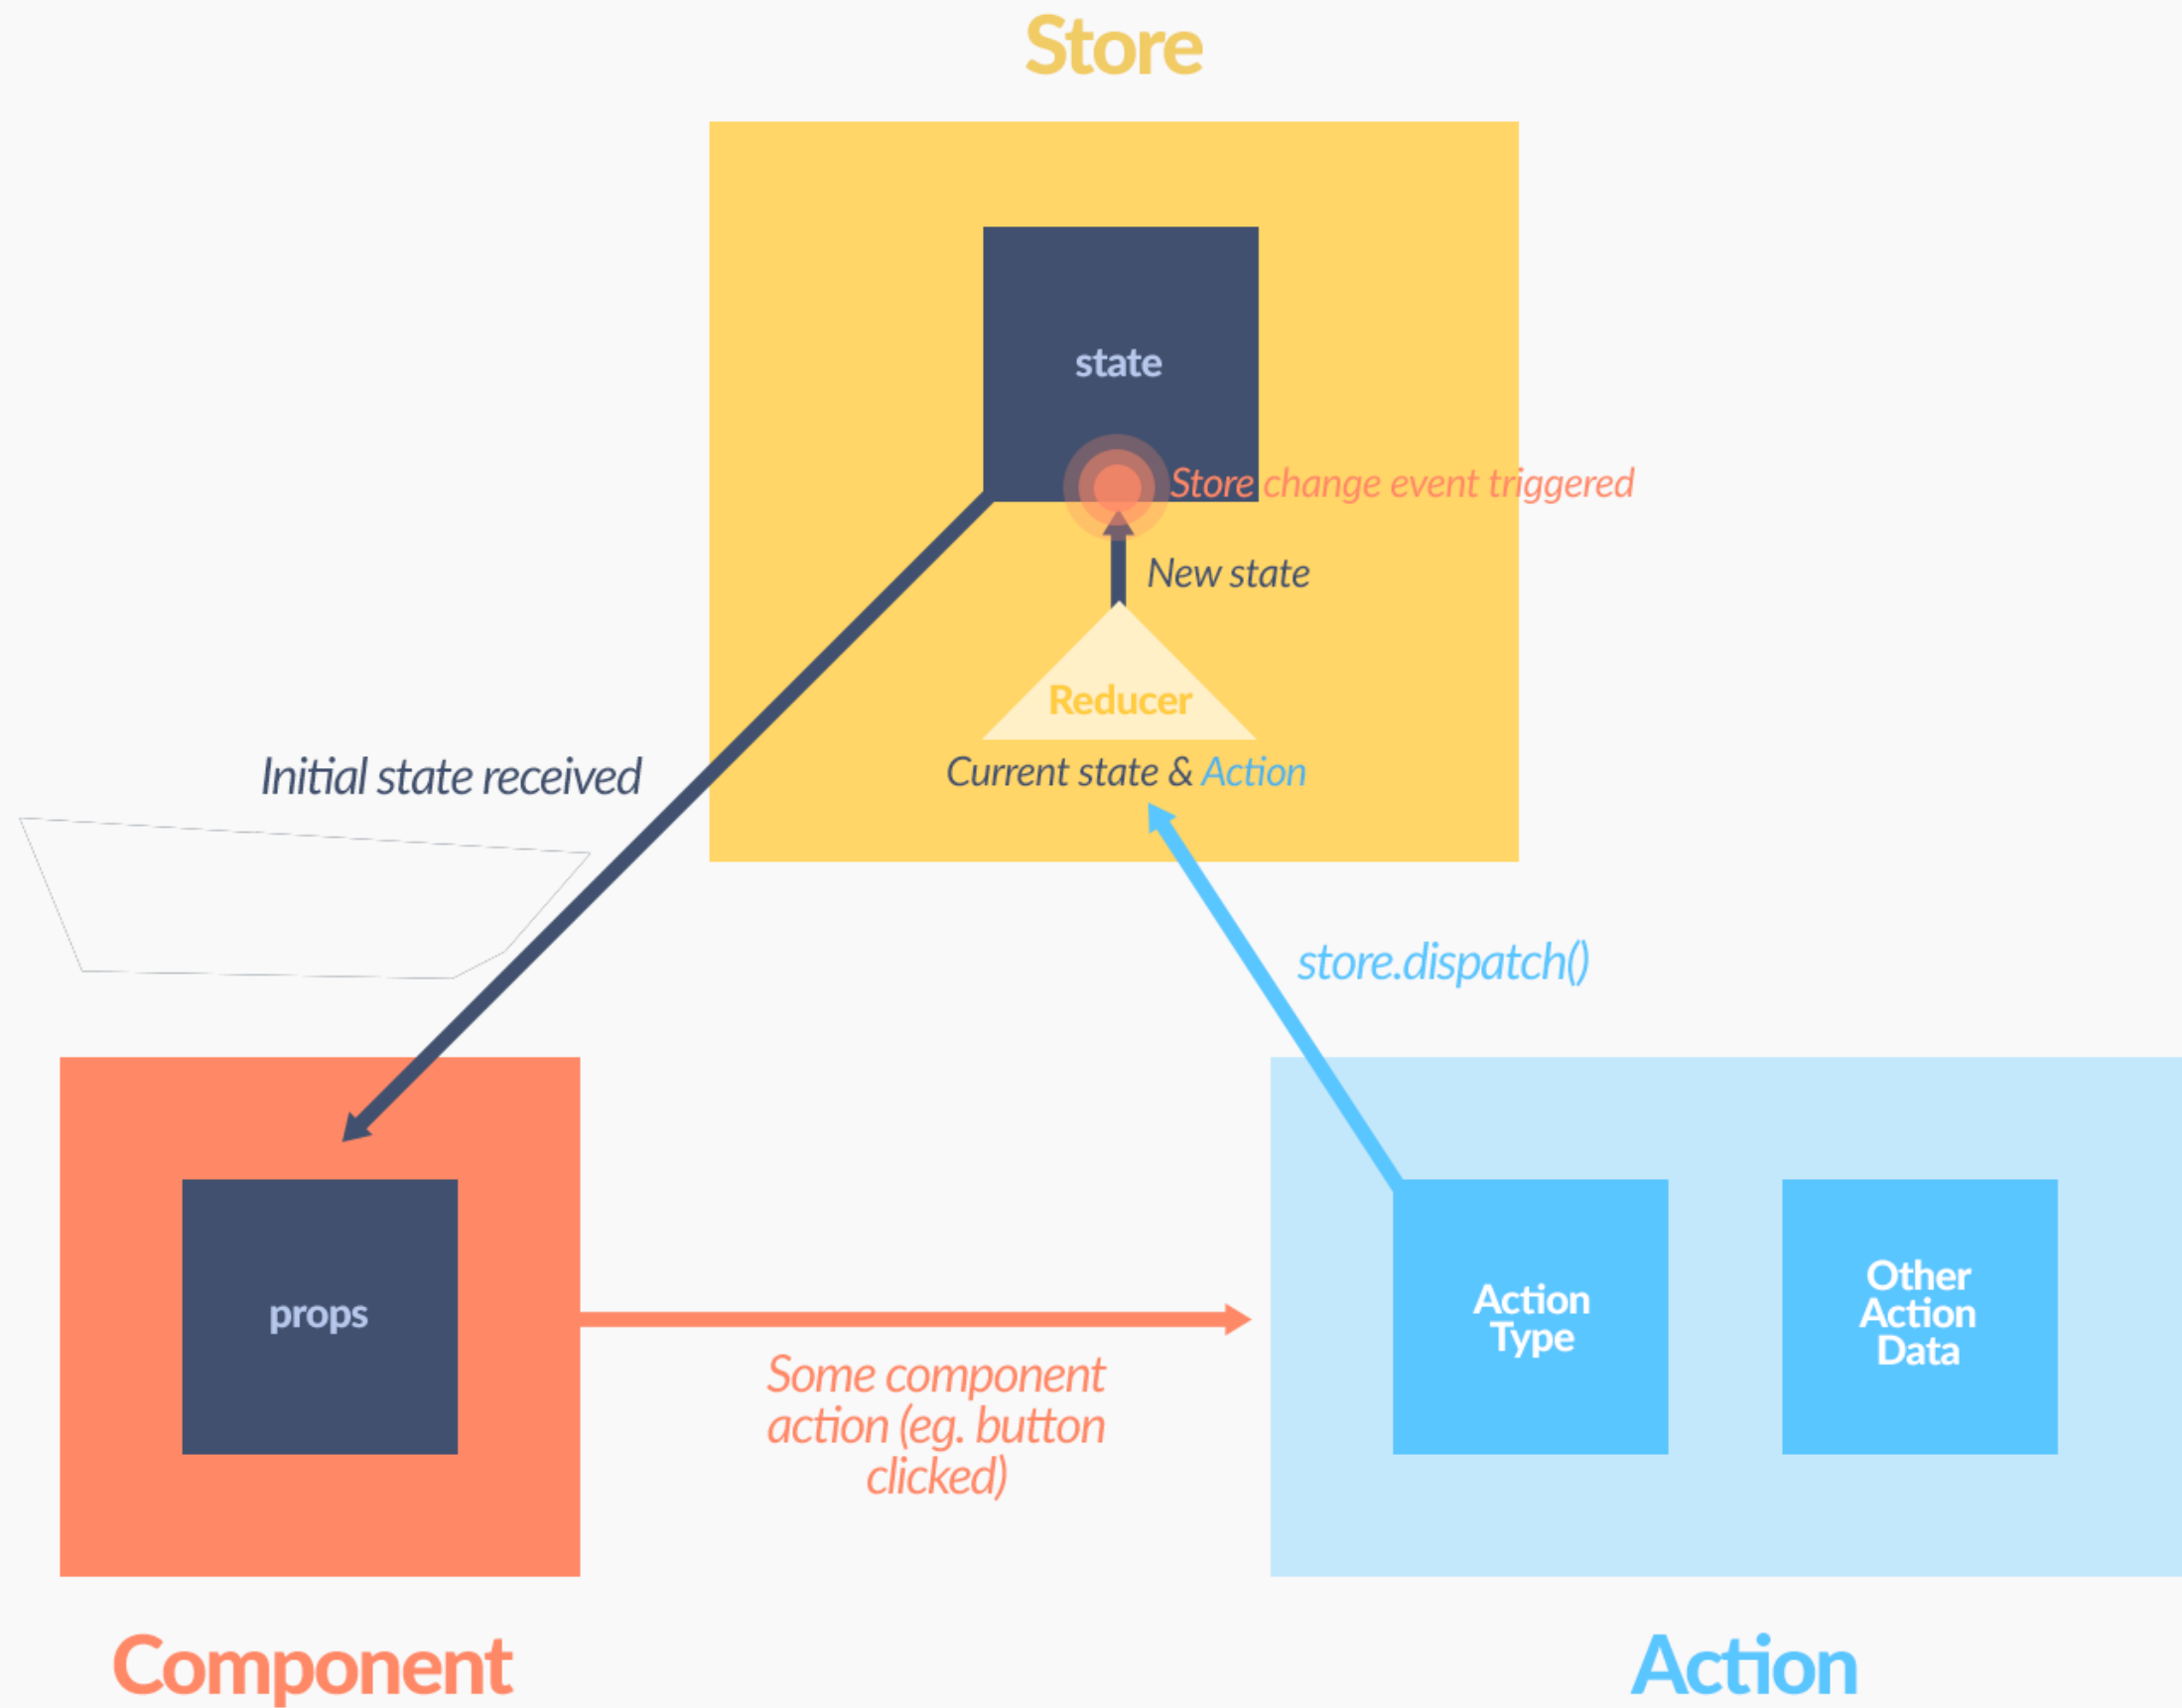 Store
state
Store change event triggered
New state
Reducer
Current state & Action
Initial state received
store.dispatch()
props
Some component
action (eg. button
clicked)
Action
Type
Other
Action
Data
Component
Action